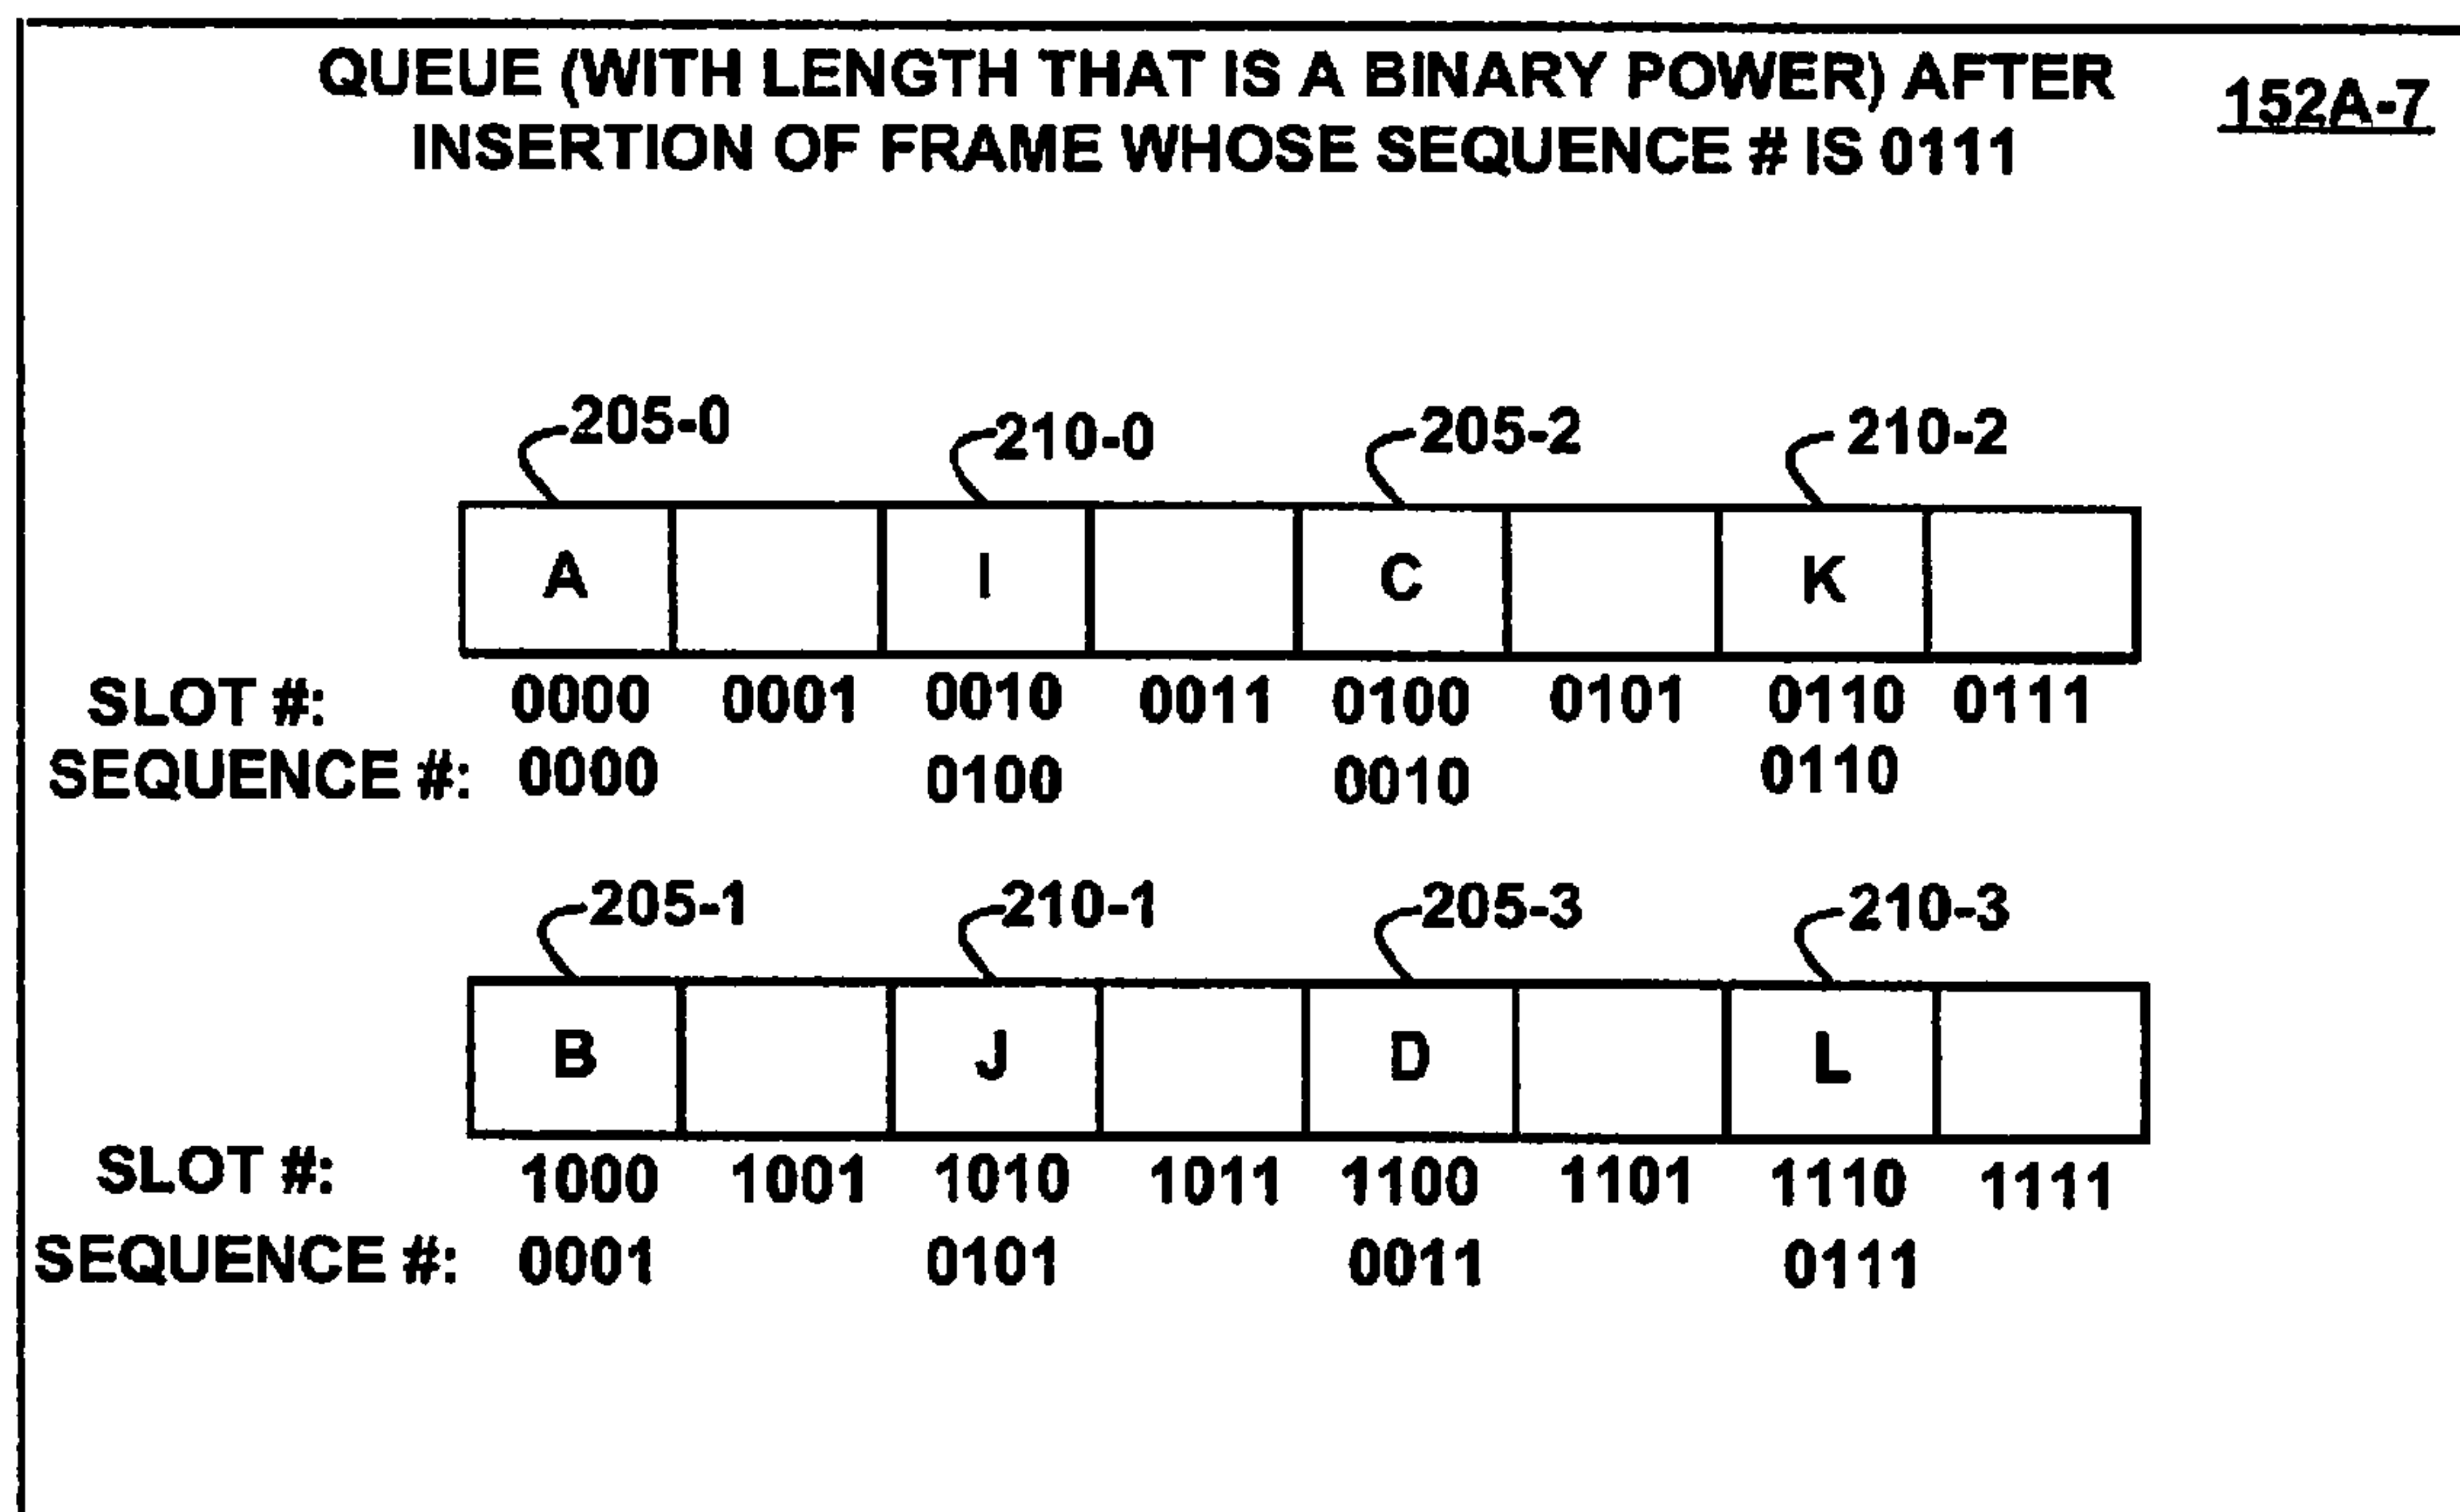 QUEUE (WITH LENGTH THAT IS A BINARY POWER) AFTER
INSERTION OF FRAME WHOSE SEQUENCE # IS 0111
152A-7
205-0 210-0 205-2 210-2
A I C K
SLOT #: 0000 0001 0010 0011 0100 0101 0110 0111
SEQUENCE #: 0000 0100 0010 0110
205-1 210-1 205-3 210-3
B J D L
SLOT #: 1000 1001 1010 1011 1100 1101 1110 1111
SEQUENCE #: 0001 0101 0011 0111